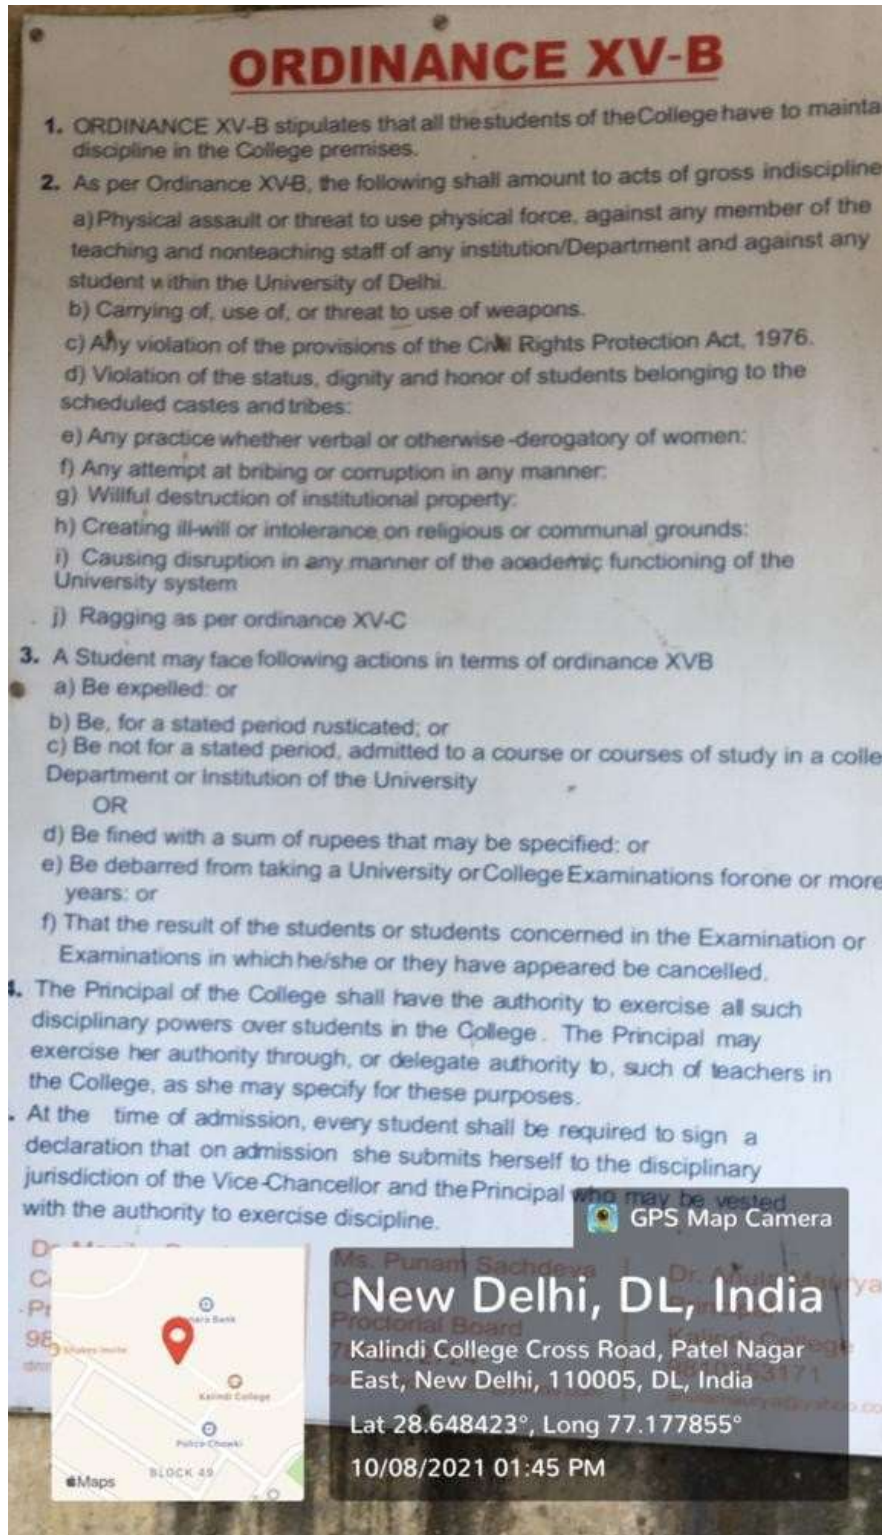 ORDINANCE XV-B
1. ORDINANCE XV-B stipulates that all the students of the College have to mainta
discipline in the College premises.
2. As per Ordinance XV-B, the following shall amount to acts of gross indiscipline
a) Physical assault or threat to use physical force, against any member of the
teaching and nonteaching staff of any institution/Department and against any
student within the University of Delhi.
b) Carrying of, use of, or threat to use of weapons.
c) Any violation of the provisions of the Civil Rights Protection Act, 1976.
d) Violation of the status, dignity and honor of students belonging to the
scheduled castes and tribes:
e) Any practice whether verbal or otherwise-derogatory of women:
f) Any attempt at bribing or corruption in any manner:
g) Willful destruction of institutional property:
h) Creating ill-will or intolerance on religious or communal grounds:
i) Causing disruption in any manner of the academic functioning of the
University system
j) Ragging as per ordinance XV-C
3. A Student may face following actions in terms of ordinance XVB
a) Be expelled: or
b) Be, for a stated period rusticated; or
c) Be not for a stated period, admitted to a course or courses of study in a colle
Department or Institution of the University
OR
d) Be fined with a sum of rupees that may be specified: or
e) Be debarred from taking a University or College Examinations for one or more
years: or
f) That the result of the students or students concerned in the Examination or
Examinations in which he/she or they have appeared be cancelled.
The Principal of the College shall have the authority to exercise all such
disciplinary powers over students in the College. The Principal may
exercise her authority through, or delegate authority to, such of teachers in
the College, as she may specify for these purposes.
At the time of admission, every student shall be required to sign a
declaration that on admission she submits herself to the disciplinary
jurisdiction of the Vice-Chancellor and the Principal who may be vested
with the authority to exercise discipline.
GPS Map Camera
Ms. Punam Sachdeva
Proctorial Board
New Delhi, DL, India
Kalindi College Cross Road, Patel Nagar
East, New Delhi, 110005, DL, India
Lat 28.648423°, Long 77.177855°
10/08/2021 01:45 PM
Kalindi College
Police Chowki
BLOCK 49
Maps